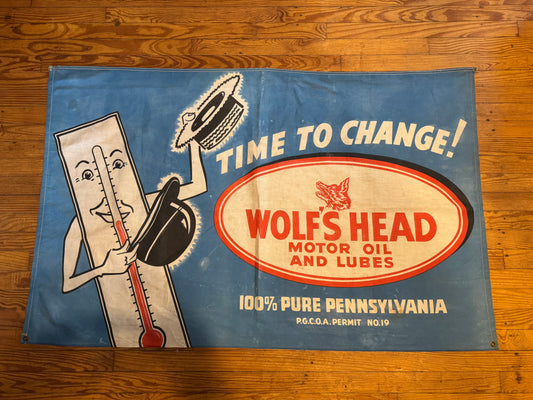 TIME TO CHANGE!
WOLF'S HEAD
MOTOR OIL
AND LUBES
100% PURE PENNSYLVANIA
P.G.C.O.A. PERMIT NO.19